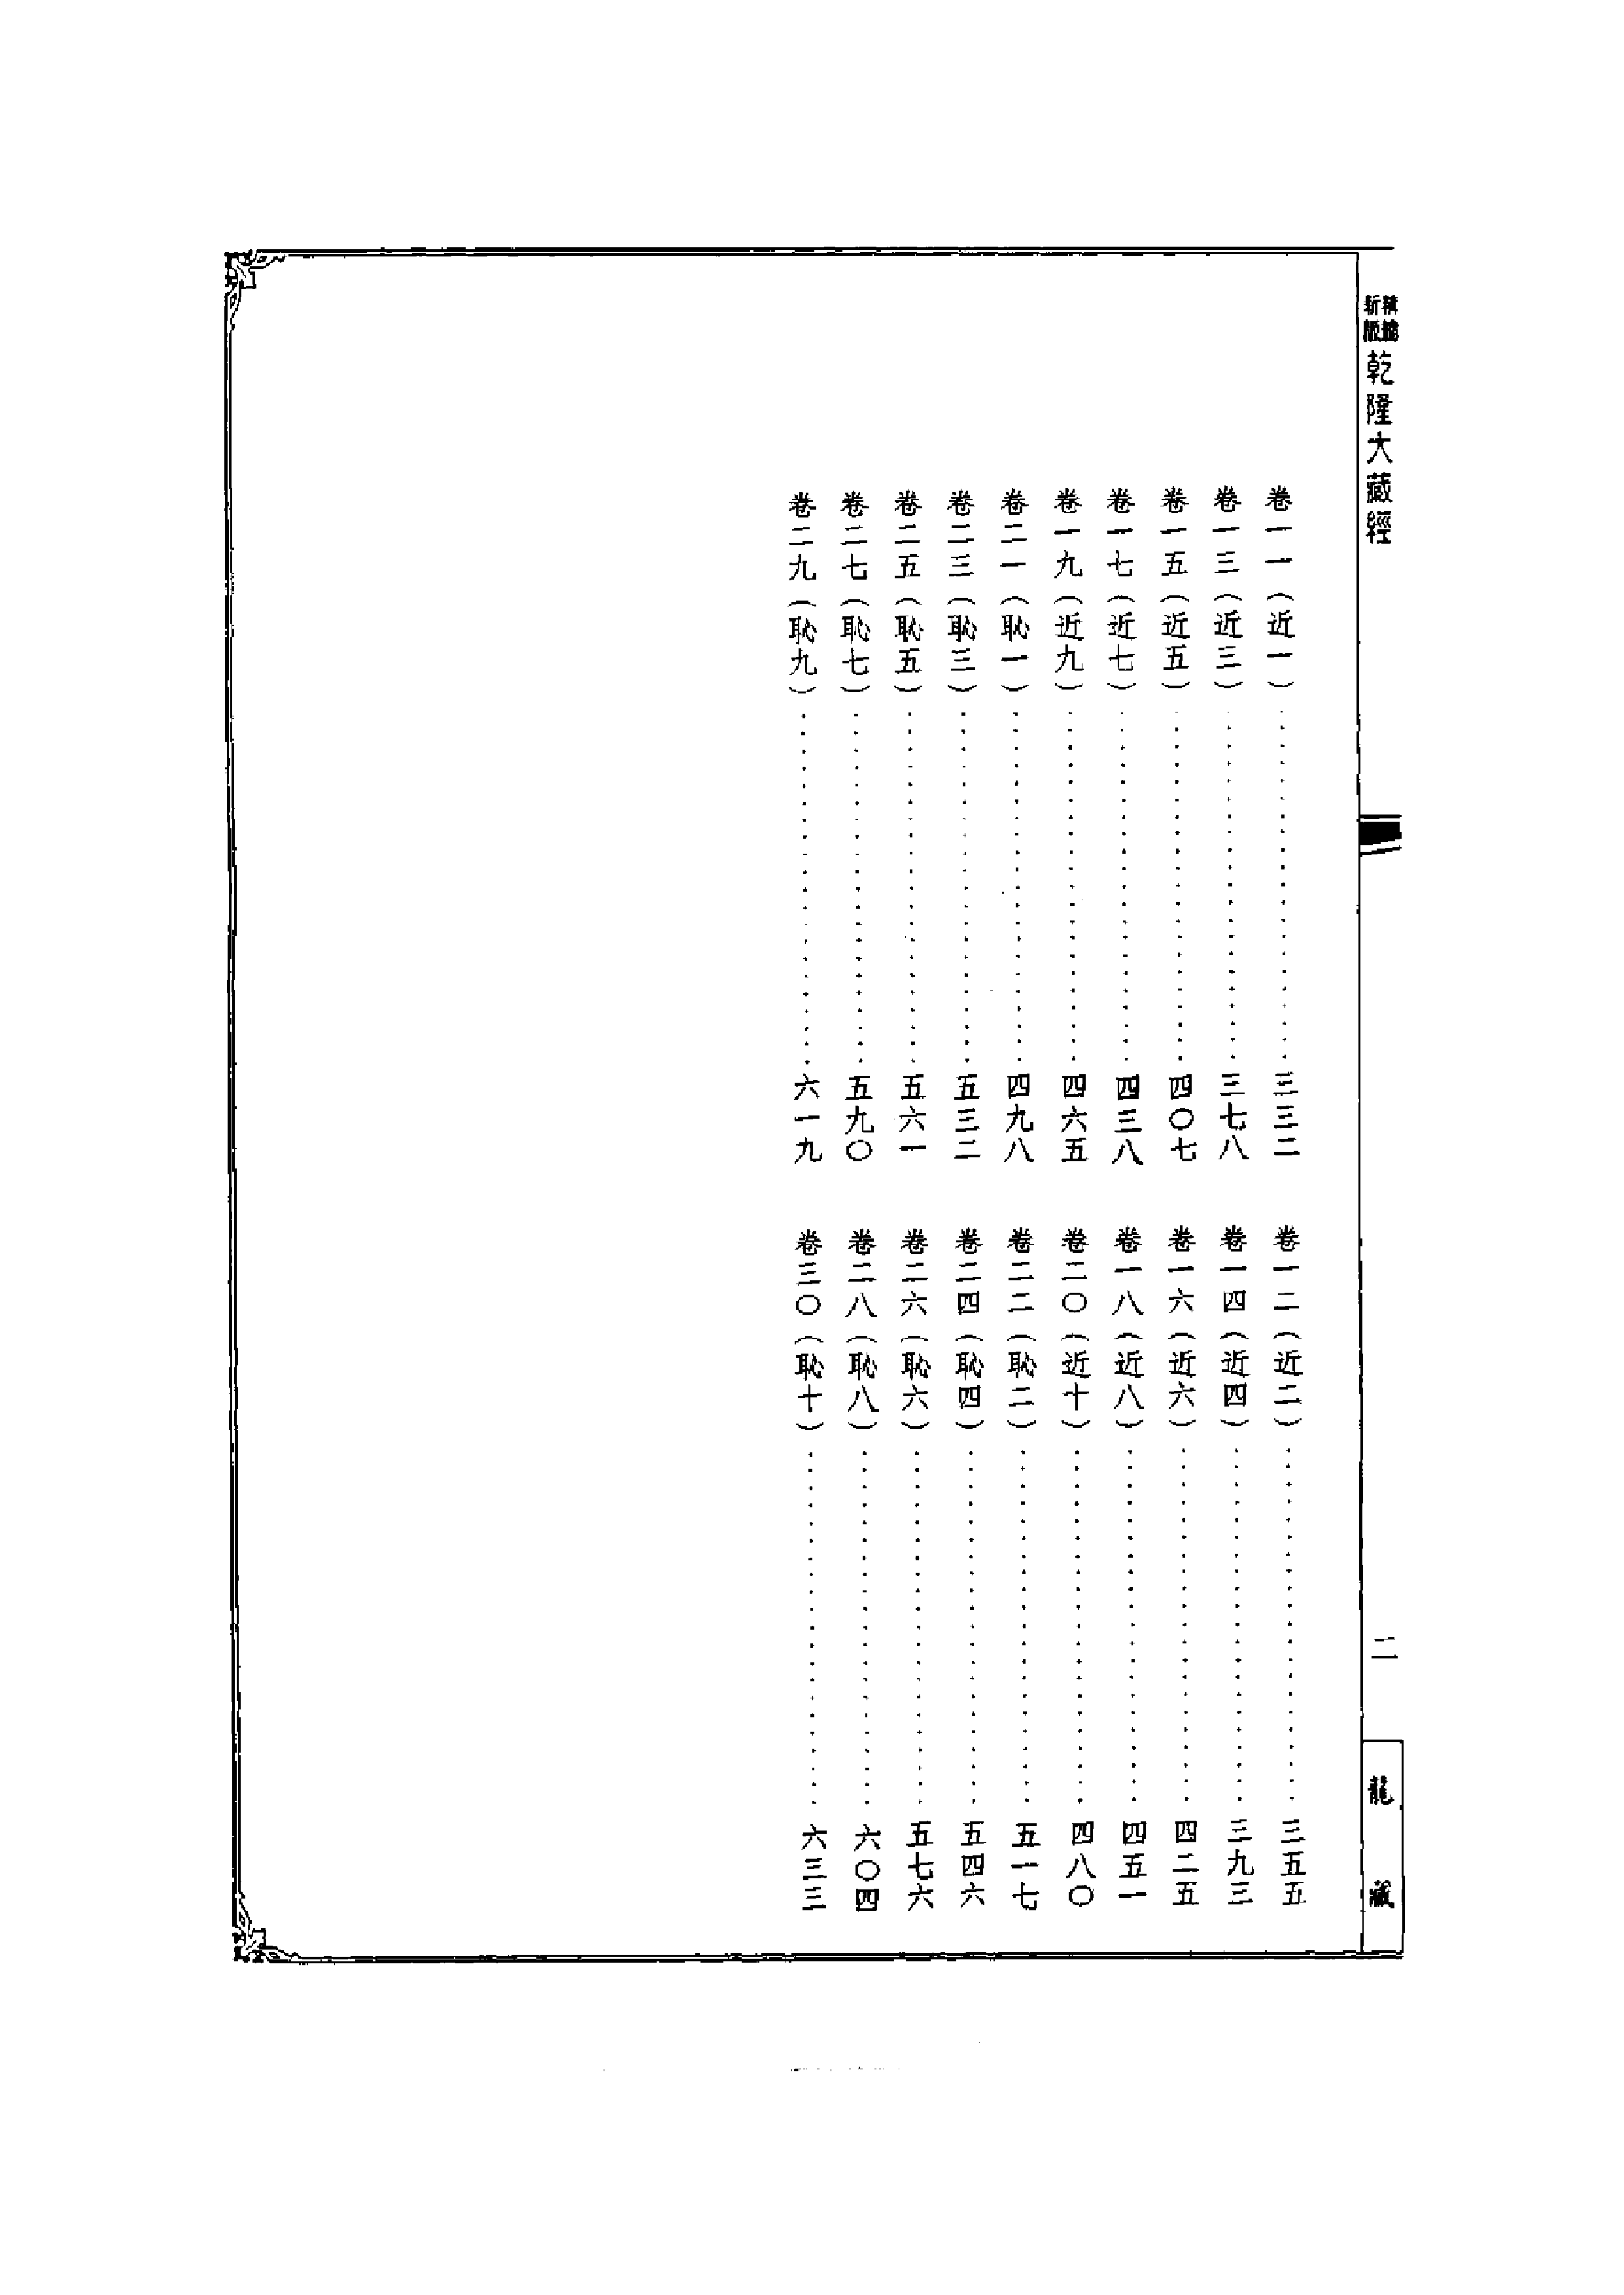 新版
乾隆大藏經
卷一一(近一)…………三三二
卷一二(近二)…………三五五
卷一三(近三)…………三七八
卷一四(近四)…………三九三
卷一五(近五)…………四〇七
卷一六(近六)…………四二五
卷一七(近七)…………四三八
卷一八(近八)…………四五一
卷一九(近九)…………四六五
卷二〇(近十)…………四八〇
卷二一(恥一)…………四九八
卷二二(恥二)…………五一七
卷二三(恥三)…………五三二
卷二四(恥四)…………五四六
卷二五(恥五)…………五六一
卷二六(恥六)…………五七六
卷二七(恥七)…………五九〇
卷二八(恥八)…………六〇四
卷二九(恥九)…………六一九
卷三〇(恥十)…………六三三
二
龍藏